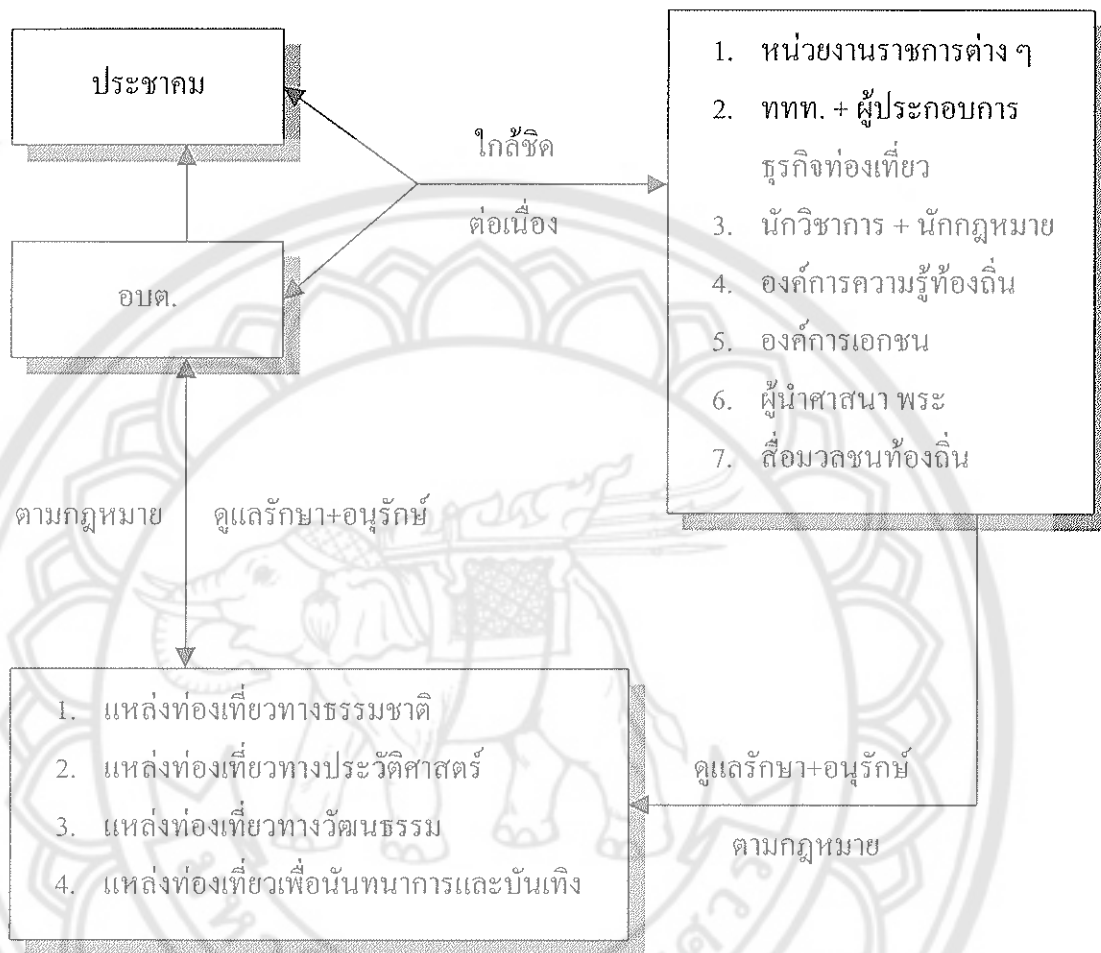 ประชาคม
อบต.
ใกล้ชิด
ต่อเนื่อง
1. หน่วยงานราชการต่าง ๆ
2. ททท. + ผู้ประกอบการ
ธุรกิจท่องเที่ยว
3. นักวิชาการ + นักกฎหมาย
4. องค์การความรู้ท้องถิ่น
5. องค์การเอกชน
6. ผู้นำศาสนา พระ
7. สื่อมวลชนท้องถิ่น
ตามกฎหมาย ดูแลรักษา+อนุรักษ์
1. แหล่งท่องเที่ยวทางธรรมชาติ
2. แหล่งท่องเที่ยวทางประวัติศาสตร์
3. แหล่งท่องเที่ยวทางวัฒนธรรม
4. แหล่งท่องเที่ยวเพื่อนันทนาการและบันเทิง
ดูแลรักษา+อนุรักษ์
ตามกฎหมาย